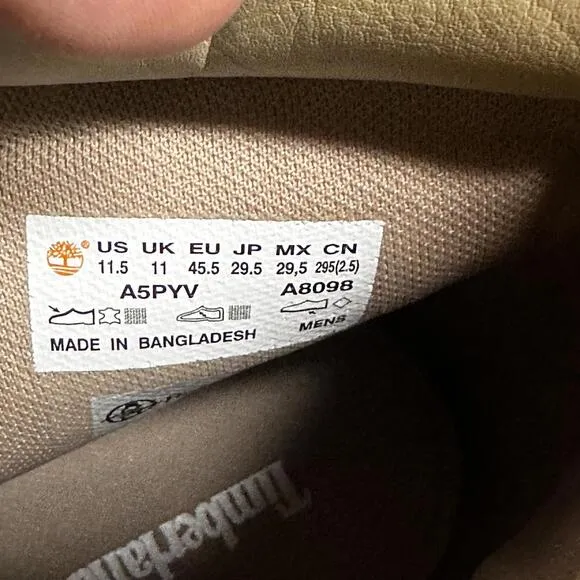 ® US UK EU JP MX CN
11.5 11 45.5 29.5 29,5 295(2.5)
A5PYV A8098
MENS
MADE IN BANGLADESH
Timberland